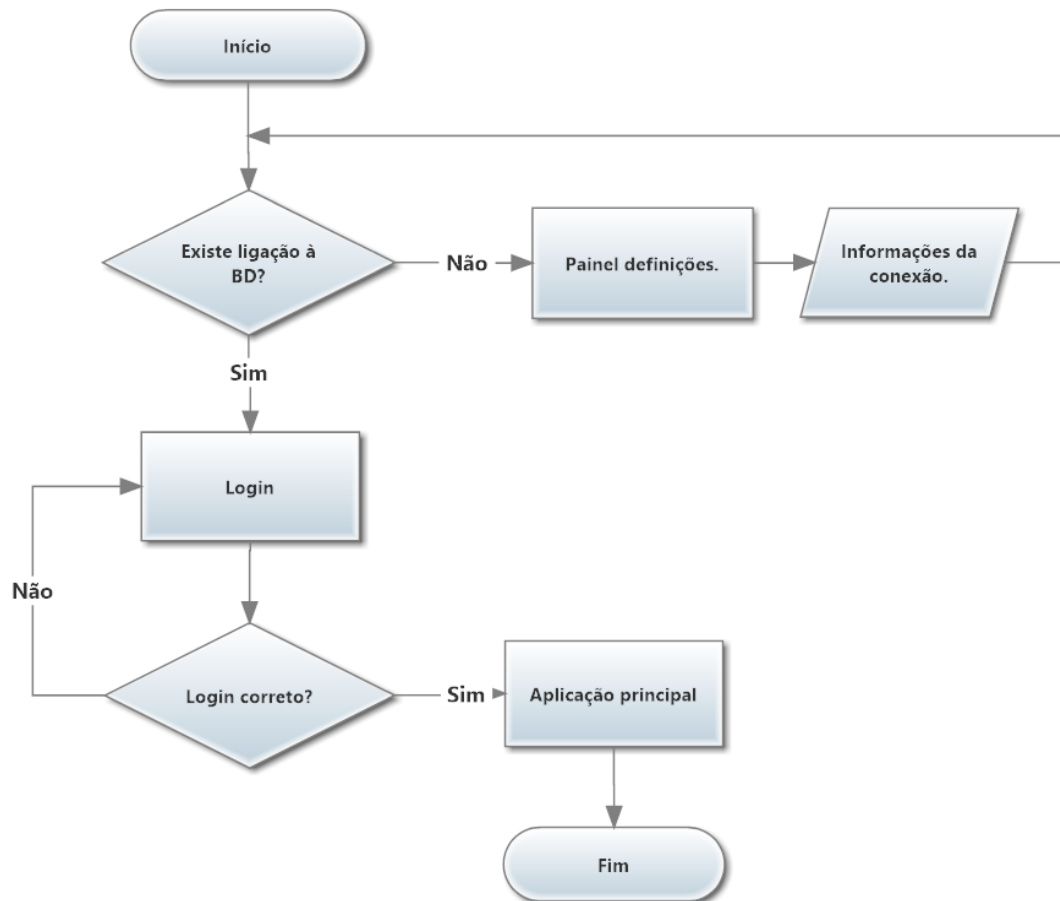 Início
Existe ligação à
BD?
Não
Painel definições.
Informações da
conexão.
Sim
Login
Não
Login correto?
Sim
Aplicação principal
Fim